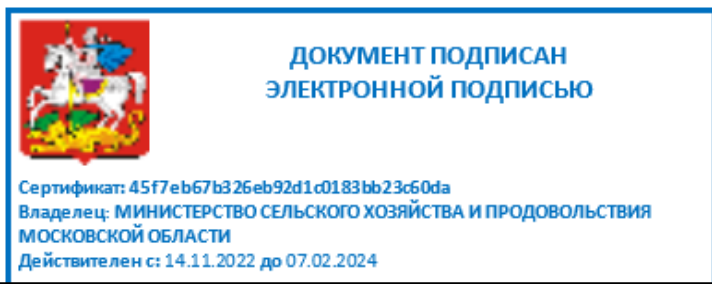 ДОКУМЕНТ ПОДПИСАН
ЭЛЕКТРОННОЙ ПОДПИСЬЮ
Сертификат: 45f7eb67b326eb92d1c0183bb23c60da
Владелец: МИНИСТЕРСТВО СЕЛЬСКОГО ХОЗЯЙСТВА И ПРОДОВОЛЬСТВИЯ
МОСКОВСКОЙ ОБЛАСТИ
Действителен с: 14.11.2022 до 07.02.2024